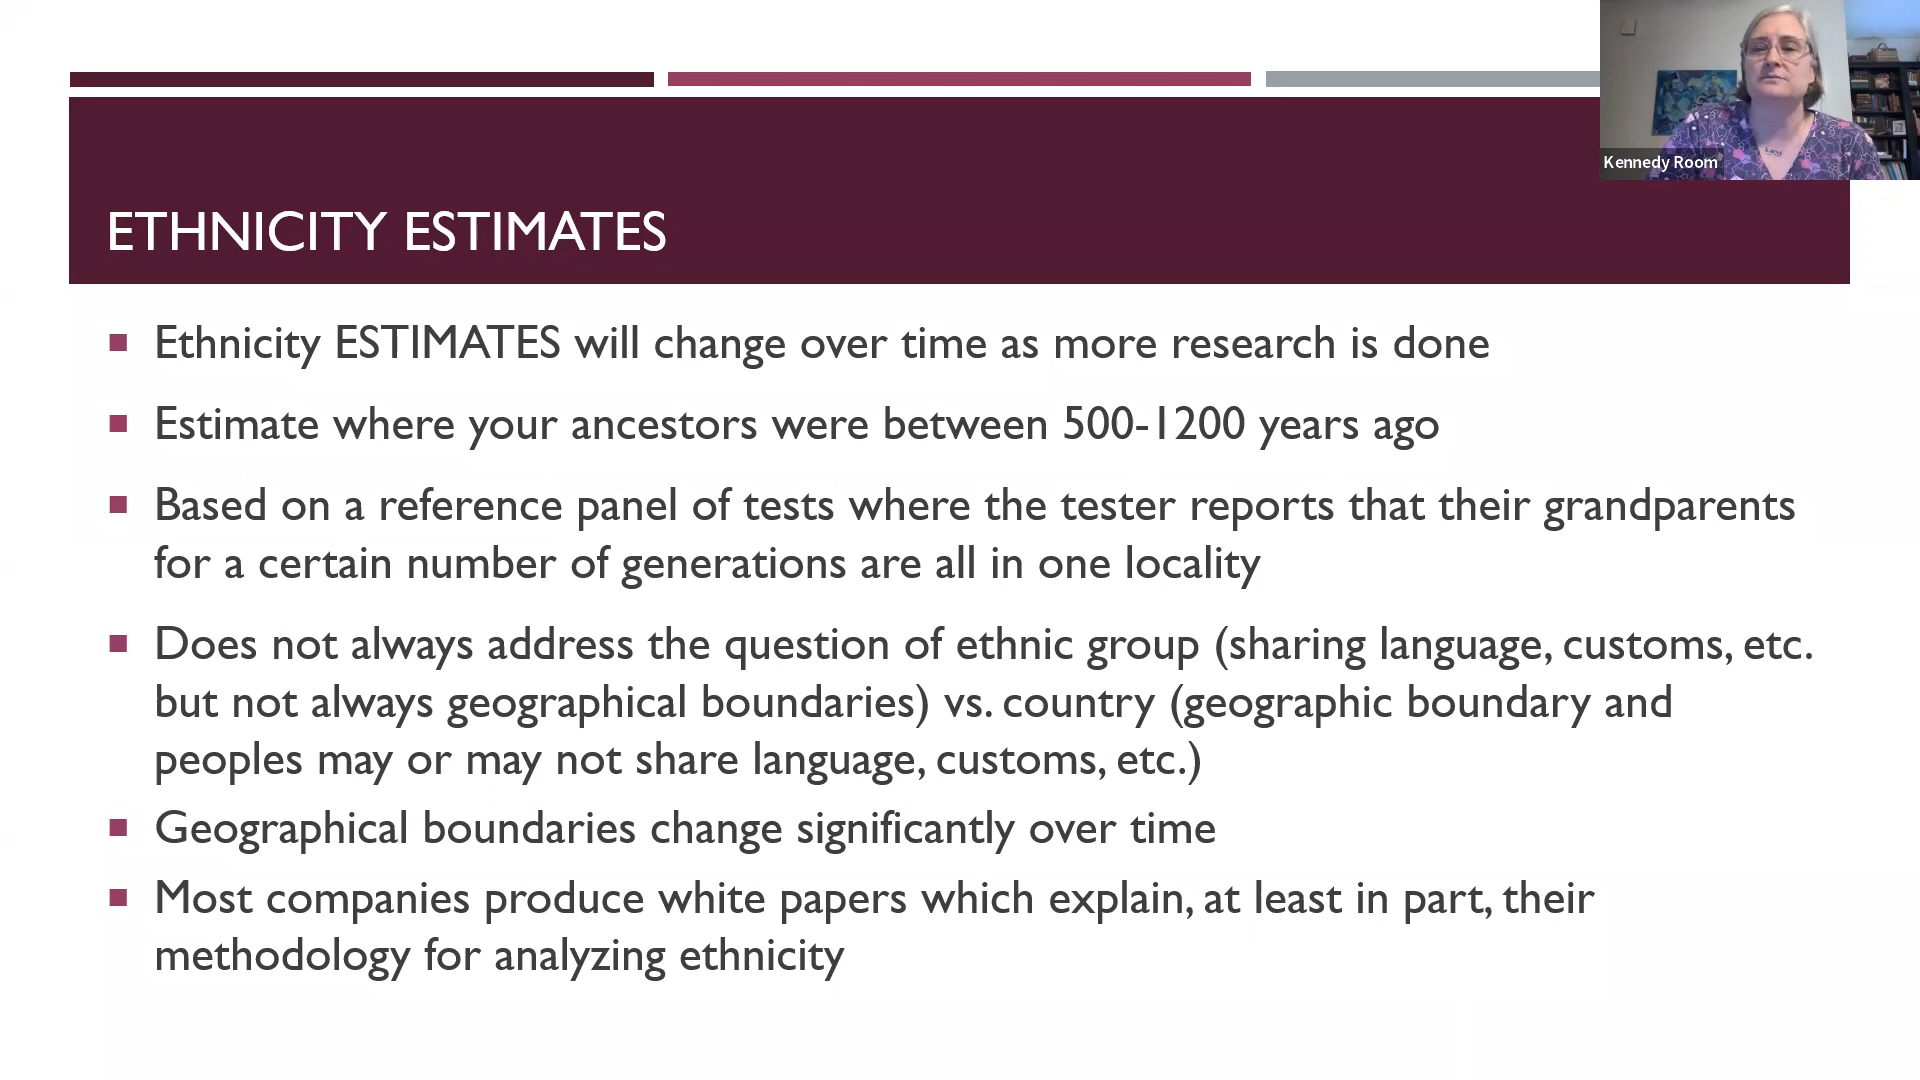 Kennedy Room
ETHNICITY ESTIMATES
Ethnicity ESTIMATES will change over time as more research is done
Estimate where your ancestors were between 500-1200 years ago
Based on a reference panel of tests where the tester reports that their grandparents
for a certain number of generations are all in one locality
Does not always address the question of ethnic group (sharing language, customs, etc.
but not always geographical boundaries) vs. country (geographic boundary and
peoples may or may not share language, customs, etc.)
Geographical boundaries change significantly over time
Most companies produce white papers which explain, at least in part, their
methodology for analyzing ethnicity